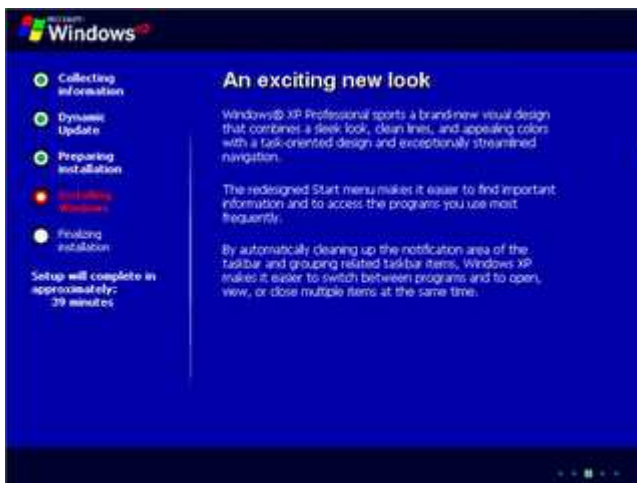 Microsoft
Windows xp
Collecting
information
Dynamic
Update
Preparing
installation
Installing
Windows
Finalizing
installation
Setup will complete in
approximately:
39 minutes
An exciting new look
Windows® XP Professional sports a brand-new visual design
that combines a sleek look, clean lines, and appealing colors
with a task-oriented design and exceptionally streamlined
navigation.
The redesigned Start menu makes it easier to find important
information and to access the programs you use most
frequently.
By automatically cleaning up the notification area of the
taskbar and grouping related taskbar items, Windows XP
makes it easier to switch between programs and to open,
view, or close multiple items at the same time.